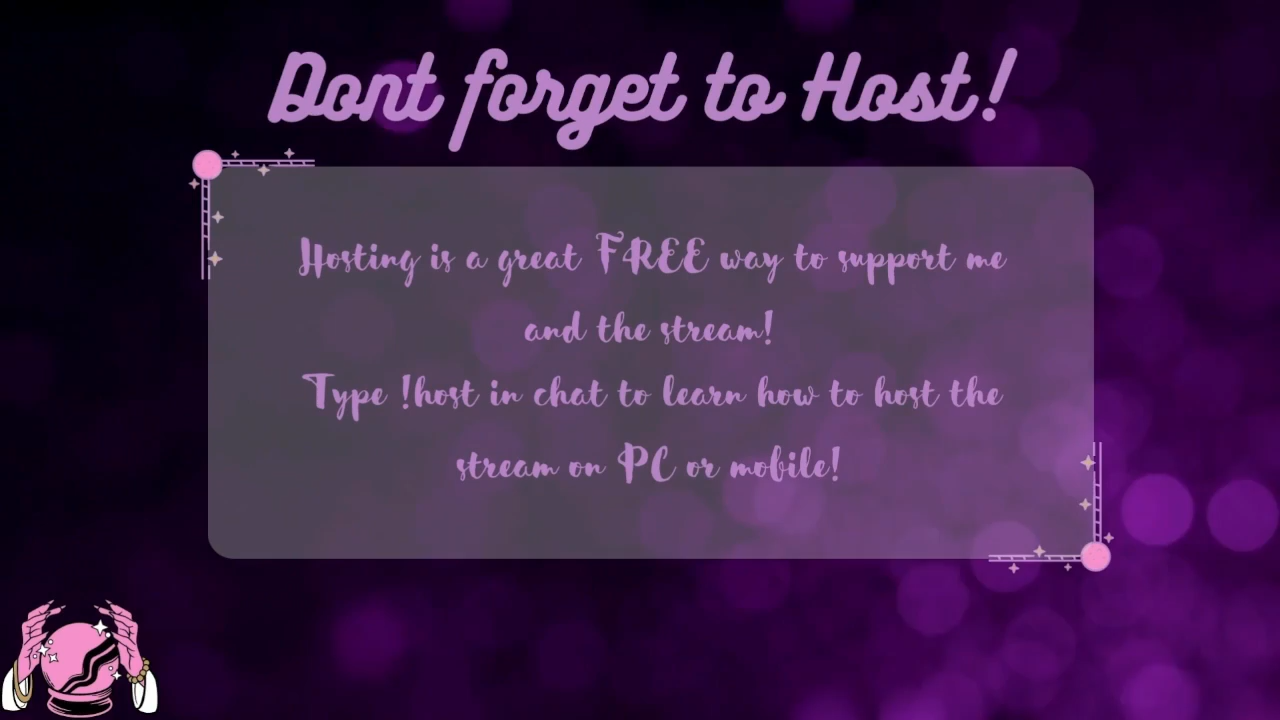 Dont forget to Host!
Hosting is a great FREE way to support me
and the stream!
Type !host in chat to learn how to host the
stream on PC or mobile!